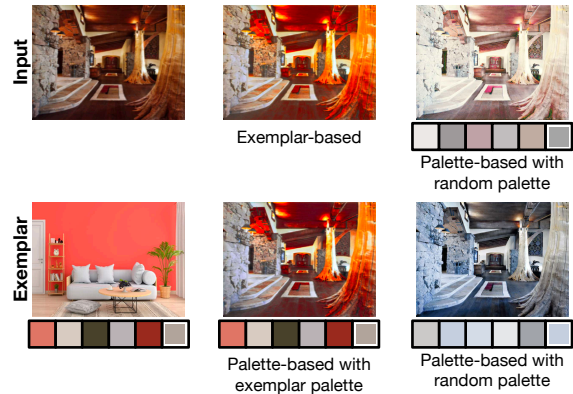 Input
Exemplar-based
Palette-based with
random palette
Exemplar
Palette-based with
exemplar palette
Palette-based with
random palette